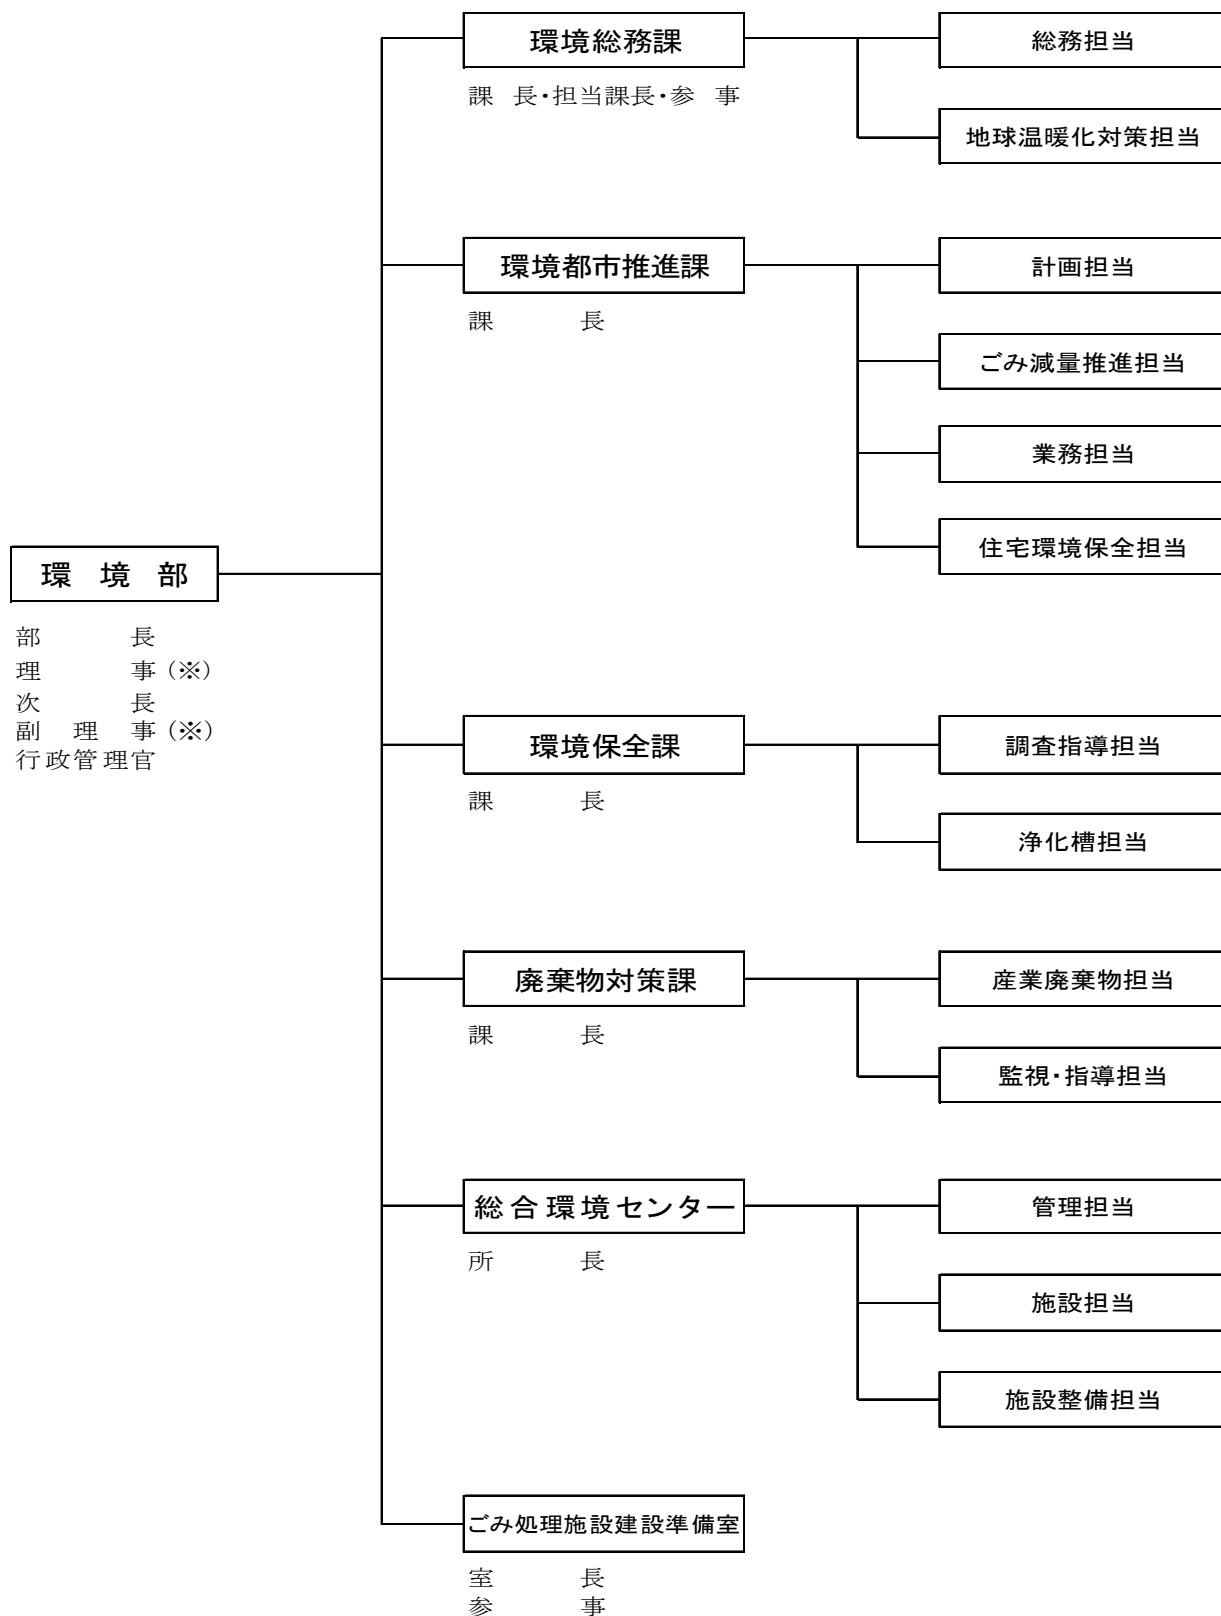 環境総務課
総務担当
課長・担当課長・参事
地球温暖化対策担当
環境都市推進課
計画担当
課長
ごみ減量推進担当
業務担当
住宅環境保全担当
環境部
部長
理事(※)
次長
副理事(※)
行政管理官
環境保全課
調査指導担当
課長
浄化槽担当
廃棄物対策課
産業廃棄物担当
課長
監視・指導担当
総合環境センター
管理担当
所長
施設担当
施設整備担当
ごみ処理施設建設準備室
室長
参事